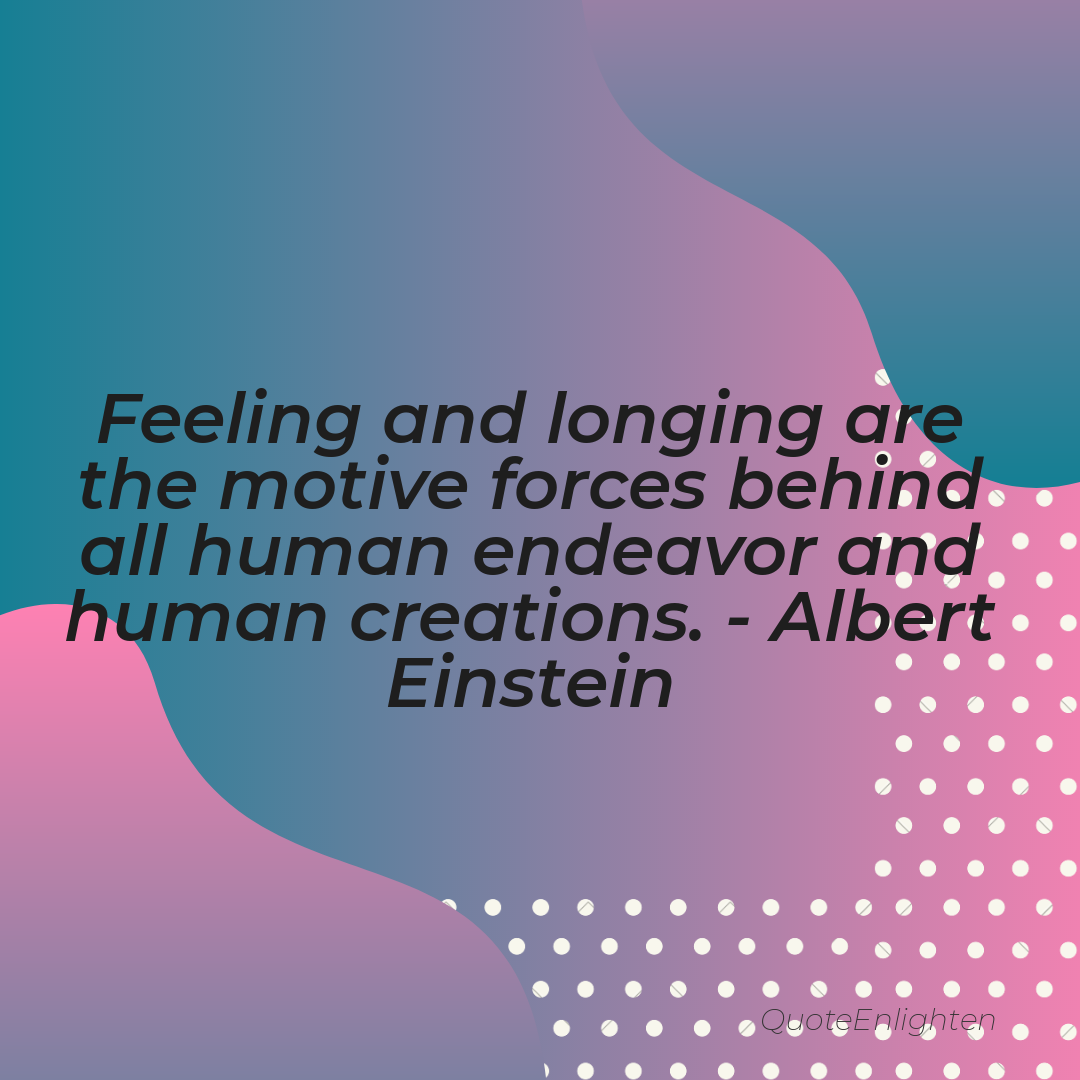 Feeling and longing are
the motive forces behind
all human endeavor and
human creations. - Albert
Einstein
QuoteEnlighten